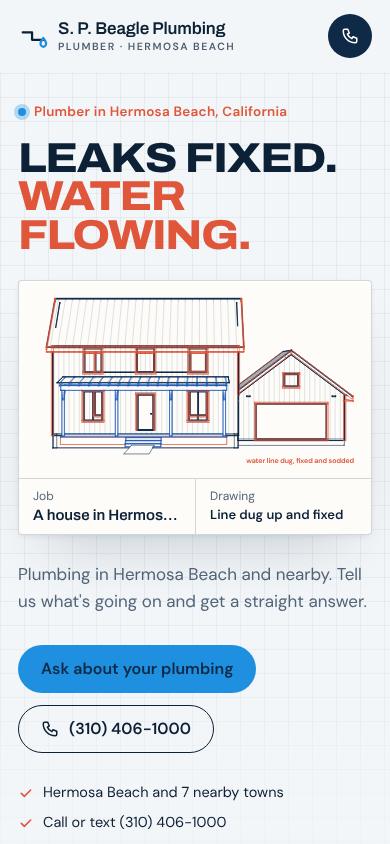 S. P. Beagle Plumbing
PLUMBER · HERMOSA BEACH
Plumber in Hermosa Beach, California
LEAKS FIXED.
WATER
FLOWING.
water line dug, fixed and sodded
Job
A house in Hermos...
Drawing
Line dug up and fixed
Plumbing in Hermosa Beach and nearby. Tell
us what's going on and get a straight answer.
Ask about your plumbing
(310) 406-1000
Hermosa Beach and 7 nearby towns
Call or text (310) 406-1000